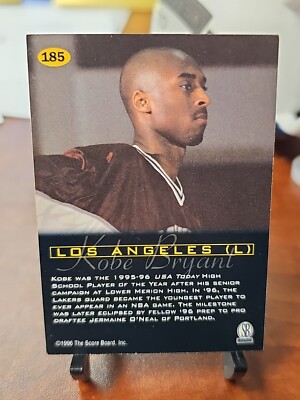 185
LOS ANGELES (L)
Kobe Bryant
KOBE WAS THE 1995-96 USA TODAY HIGH
SCHOOL PLAYER OF THE YEAR AFTER HIS SENIOR
CAMPAIGN AT LOWER MERION HIGH. IN '96, THE
LAKERS GUARD BECAME THE YOUNGEST PLAYER TO
EVER APPEAR IN AN NBA GAME. THE MILESTONE
WAS LATER ECLIPSED BY FELLOW '96 PREP TO PRO
DRAFTEE JERMAINE O'NEAL OF PORTLAND.
©1996 The Score Board, Inc.